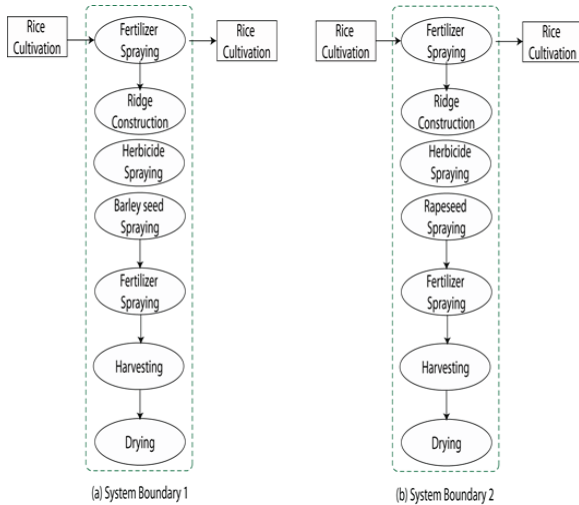 Rice
Cultivation
Fertilizer
Spraying
Rice
Cultivation
Ridge
Construction
Herbicide
Spraying
Barley seed
Spraying
Fertilizer
Spraying
Harvesting
Drying
(a) System Boundary 1
Rice
Cultivation
Fertilizer
Spraying
Rice
Cultivation
Ridge
Construction
Herbicide
Spraying
Rapeseed
Spraying
Fertilizer
Spraying
Harvesting
Drying
(b) System Boundary 2